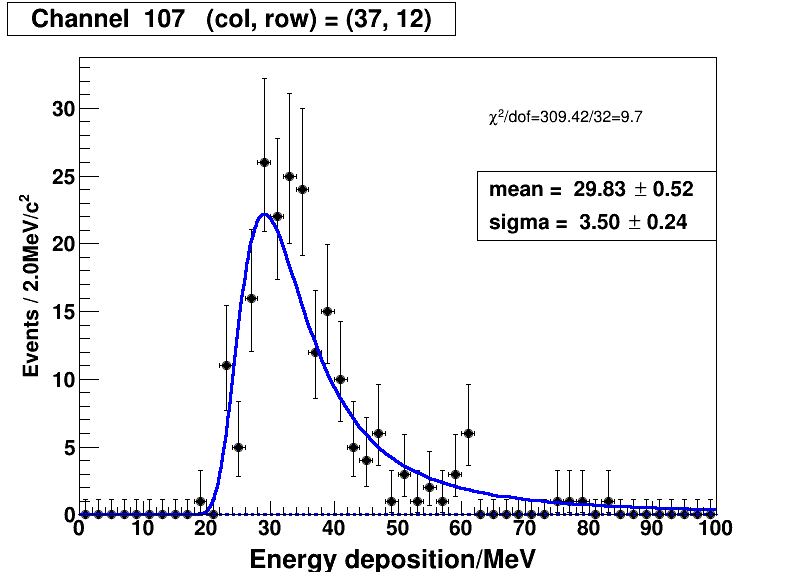 Channel 107 (col, row) = (37, 12)
χ²/dof=309.42/32=9.7
mean = 29.83 ± 0.52
sigma = 3.50 ± 0.24
Events / 2.0MeV/c²
30
25
20
15
10
5
0
0 10 20 30 40 50 60 70 80 90 100
Energy deposition/MeV